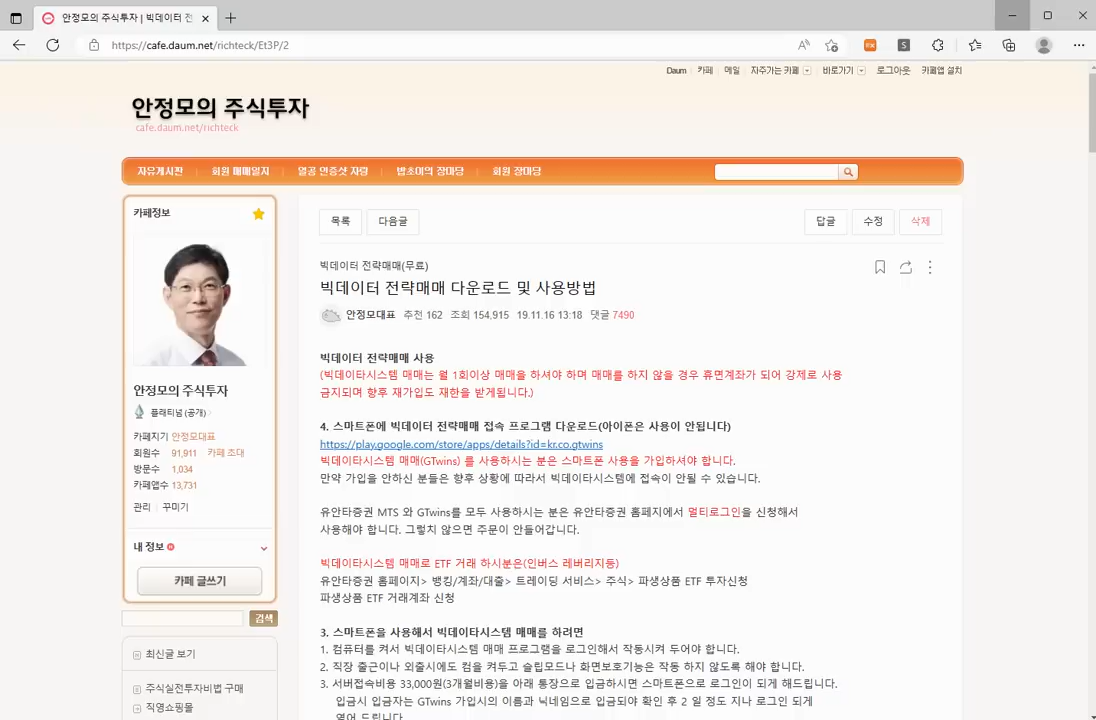 안정모의 주식투자 | 빅데이터 전
https://cafe.daum.net/richteck/Et3P/2
Daum 카페 메일 자주가는 카페 바로가기 로그아웃 카페앱 설치
안정모의 주식투자
cafe.daum.net/richteck
자유게시판 회원 매매일지 열공 인증샷 자랑 밥초이의 장마당 회원 장마당
카페정보
안정모의 주식투자
플래티넘 (공개)
카페지기 안정모대표
회원수 91,911 카페 초대
방문수 1,034
카페앱수 13,731
관리 꾸미기
내 정보
카페 글쓰기
검색
최신글 보기
주식실전투자비법 구매
직영쇼핑몰
목록 다음글 답글 수정 삭제
빅데이터 전략매매(무료)
빅데이터 전략매매 다운로드 및 사용방법
안정모대표 추천 162 조회 154,915 19.11.16 13:18 댓글 7490
빅데이터 전략매매 사용
(빅데이타시스템 매매는 월 1회이상 매매을 하셔야 하며 매매를 하지 않을 경우 휴면계좌가 되어 강제로 사용
금지되며 향후 재가입도 재한을 받게됩니다.)
4. 스마트폰에 빅데이터 전략매매 접속 프로그램 다운로드(아이폰은 사용이 안됩니다)
https://play.google.com/store/apps/details?id=kr.co.gtwins
빅데이타시스템 매매(GTwins) 를 사용하시는 분은 스마트폰 사용을 가입하셔야 합니다.
만약 가입을 안하신 분들은 향후 상황에 따라서 빅데이타시스템에 접속이 안될 수 있습니다.
유안타증권 MTS 와 GTwins를 모두 사용하시는 분은 유안타증권 홈페지에서 멀티로그인을 신청해서
사용해야 합니다. 그렇치 않으면 주문이 안들어갑니다.
빅데이타시스템 매매로 ETF 거래 하시분은(인버스 레버리지등)
유안타증권 홈페이지> 뱅킹/계좌/대출> 트레이딩 서비스> 주식> 파생상품 ETF 투자신청
파생상품 ETF 거래계좌 신청
3. 스마트폰을 사용해서 빅데이타시스템 매매를 하려면
1. 컴퓨터를 켜서 빅데이타시스템 매매 프로그램을 로그인해서 작동시켜 두어야 합니다.
2. 직장 출근이나 외출시에도 컴을 켜두고 슬립모드나 화면보호기능은 작동 하지 않도록 해야 합니다.
3. 서버접속비용 33,000원(3개월비용)을 아래 통장으로 입금하시면 스마트폰으로 로그인이 되게 해드립니다.
입금시 입금자는 GTwins 가입시의 이름과 닉네임으로 입금되야 확인 후 2 일 정도 지나 로그인 되게
열어 드립니다.